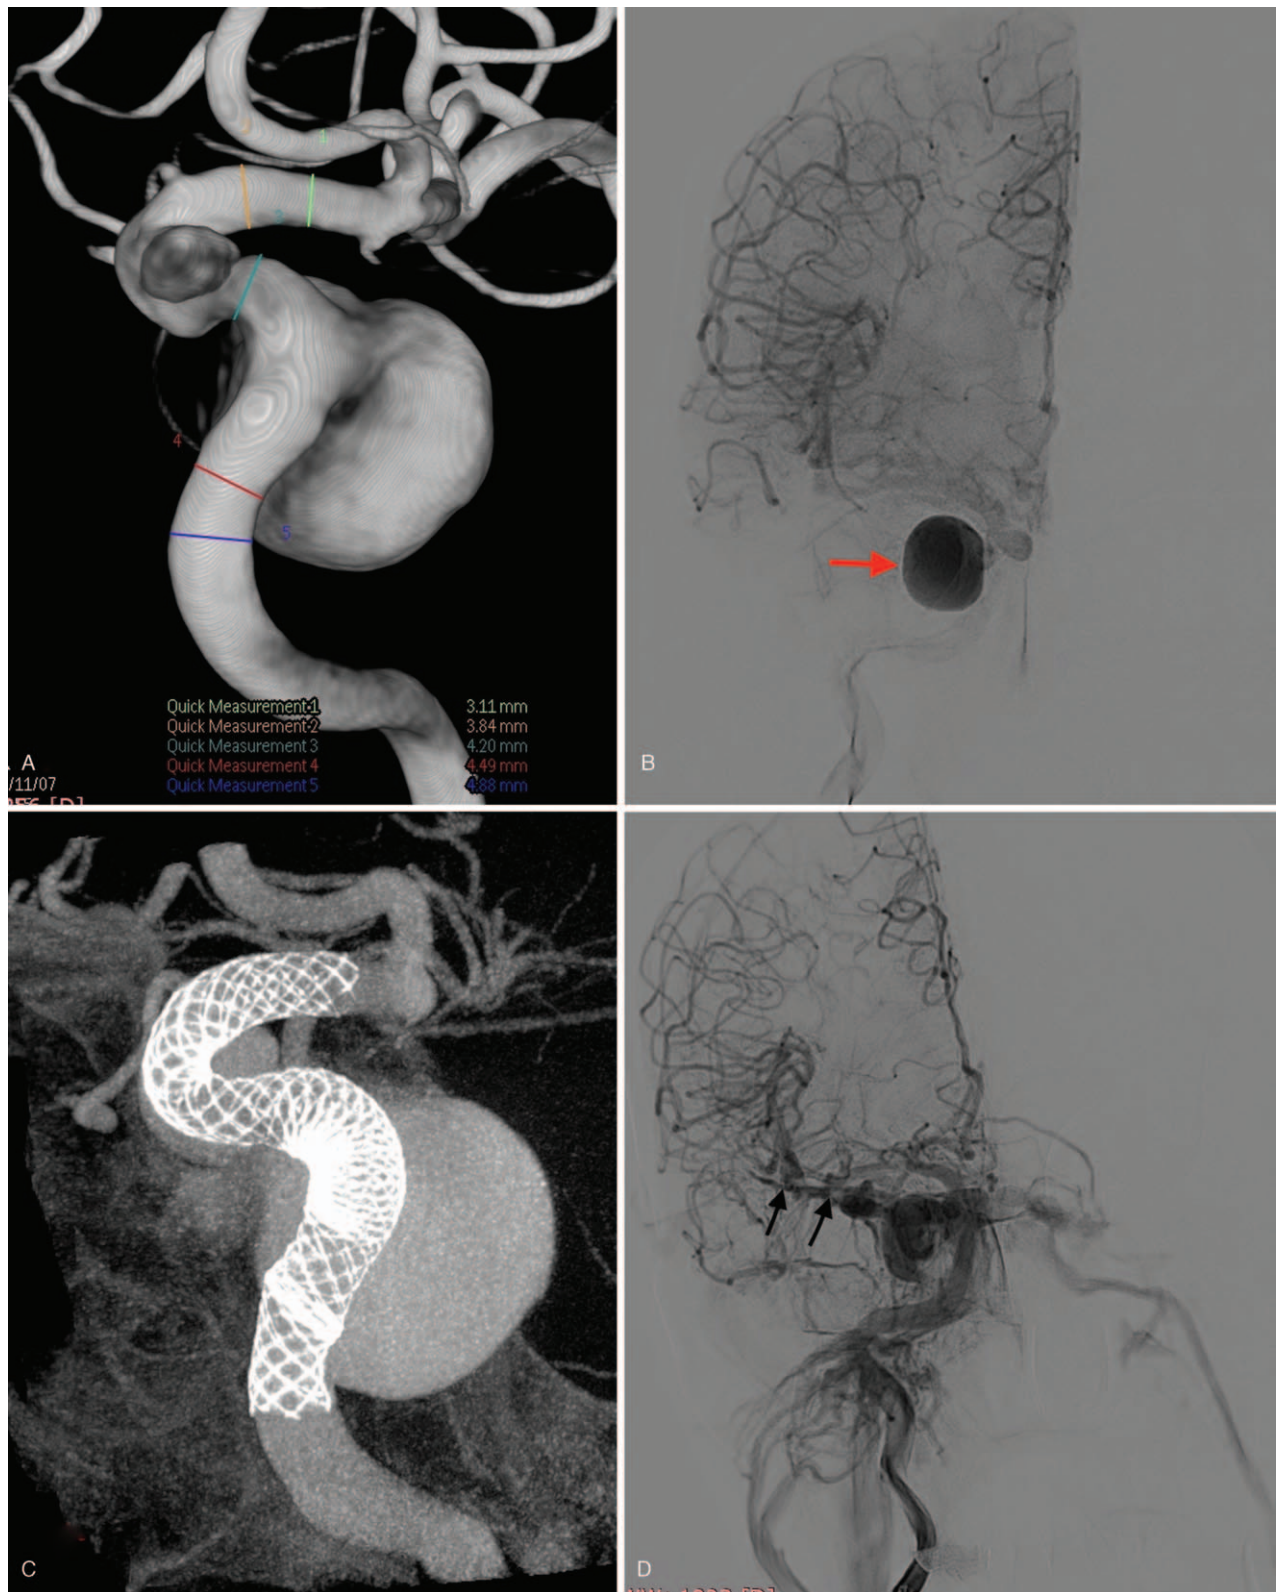 1
2
3
4
5
Quick Measurement 1 3.11 mm
Quick Measurement 2 3.84 mm
Quick Measurement 3 4.20 mm
Quick Measurement 4 4.49 mm
Quick Measurement 5 4.88 mm
A
/11/07
B
C
D